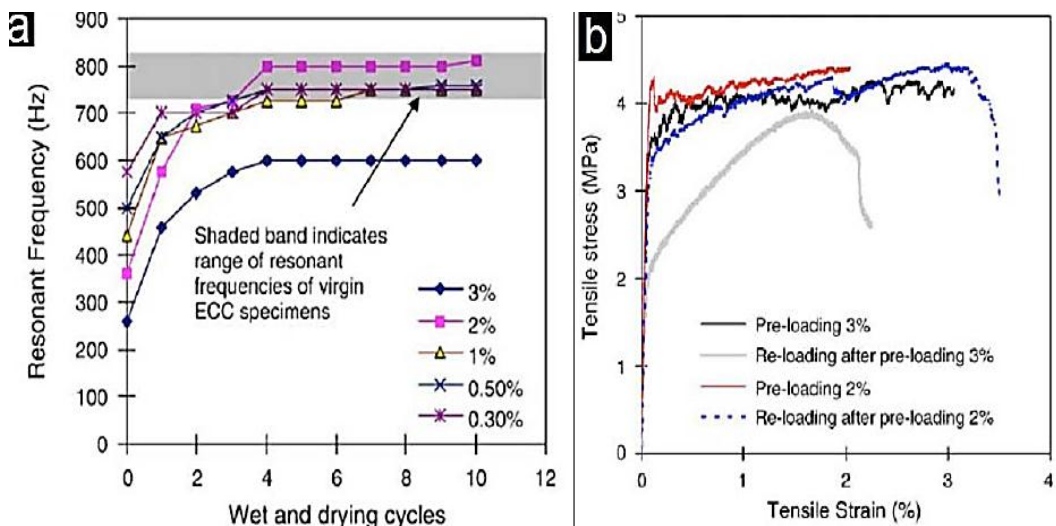 a
900
800
700
600
500
400
300
200
100
0
Resonant Frequency (Hz)
Shaded band indicates
range of resonant
frequencies of virgin
ECC specimens
3%
2%
1%
0.50%
0.30%
0 2 4 6 8 10 12
Wet and drying cycles
b
5
4
3
2
1
0
Tensile stress (MPa)
Pre-loading 3%
Re-loading after pre-loading 3%
Pre-loading 2%
Re-loading after pre-loading 2%
0 1 2 3 4
Tensile Strain (%)